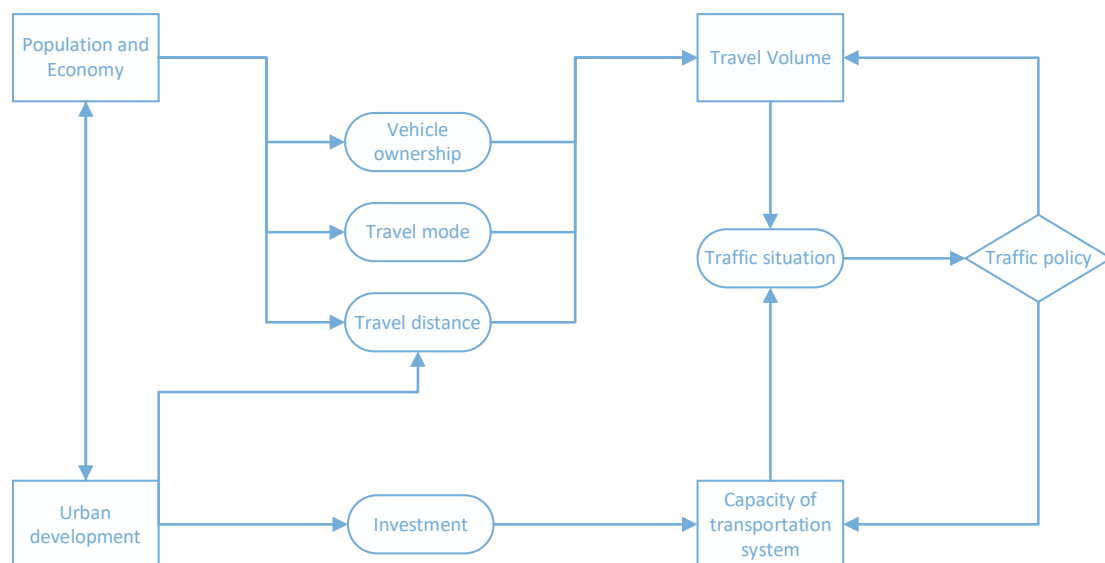 Population and
Economy
Travel Volume
Vehicle
ownership
Travel mode
Traffic situation
Traffic policy
Travel distance
Urban
development
Investment
Capacity of
transportation
system